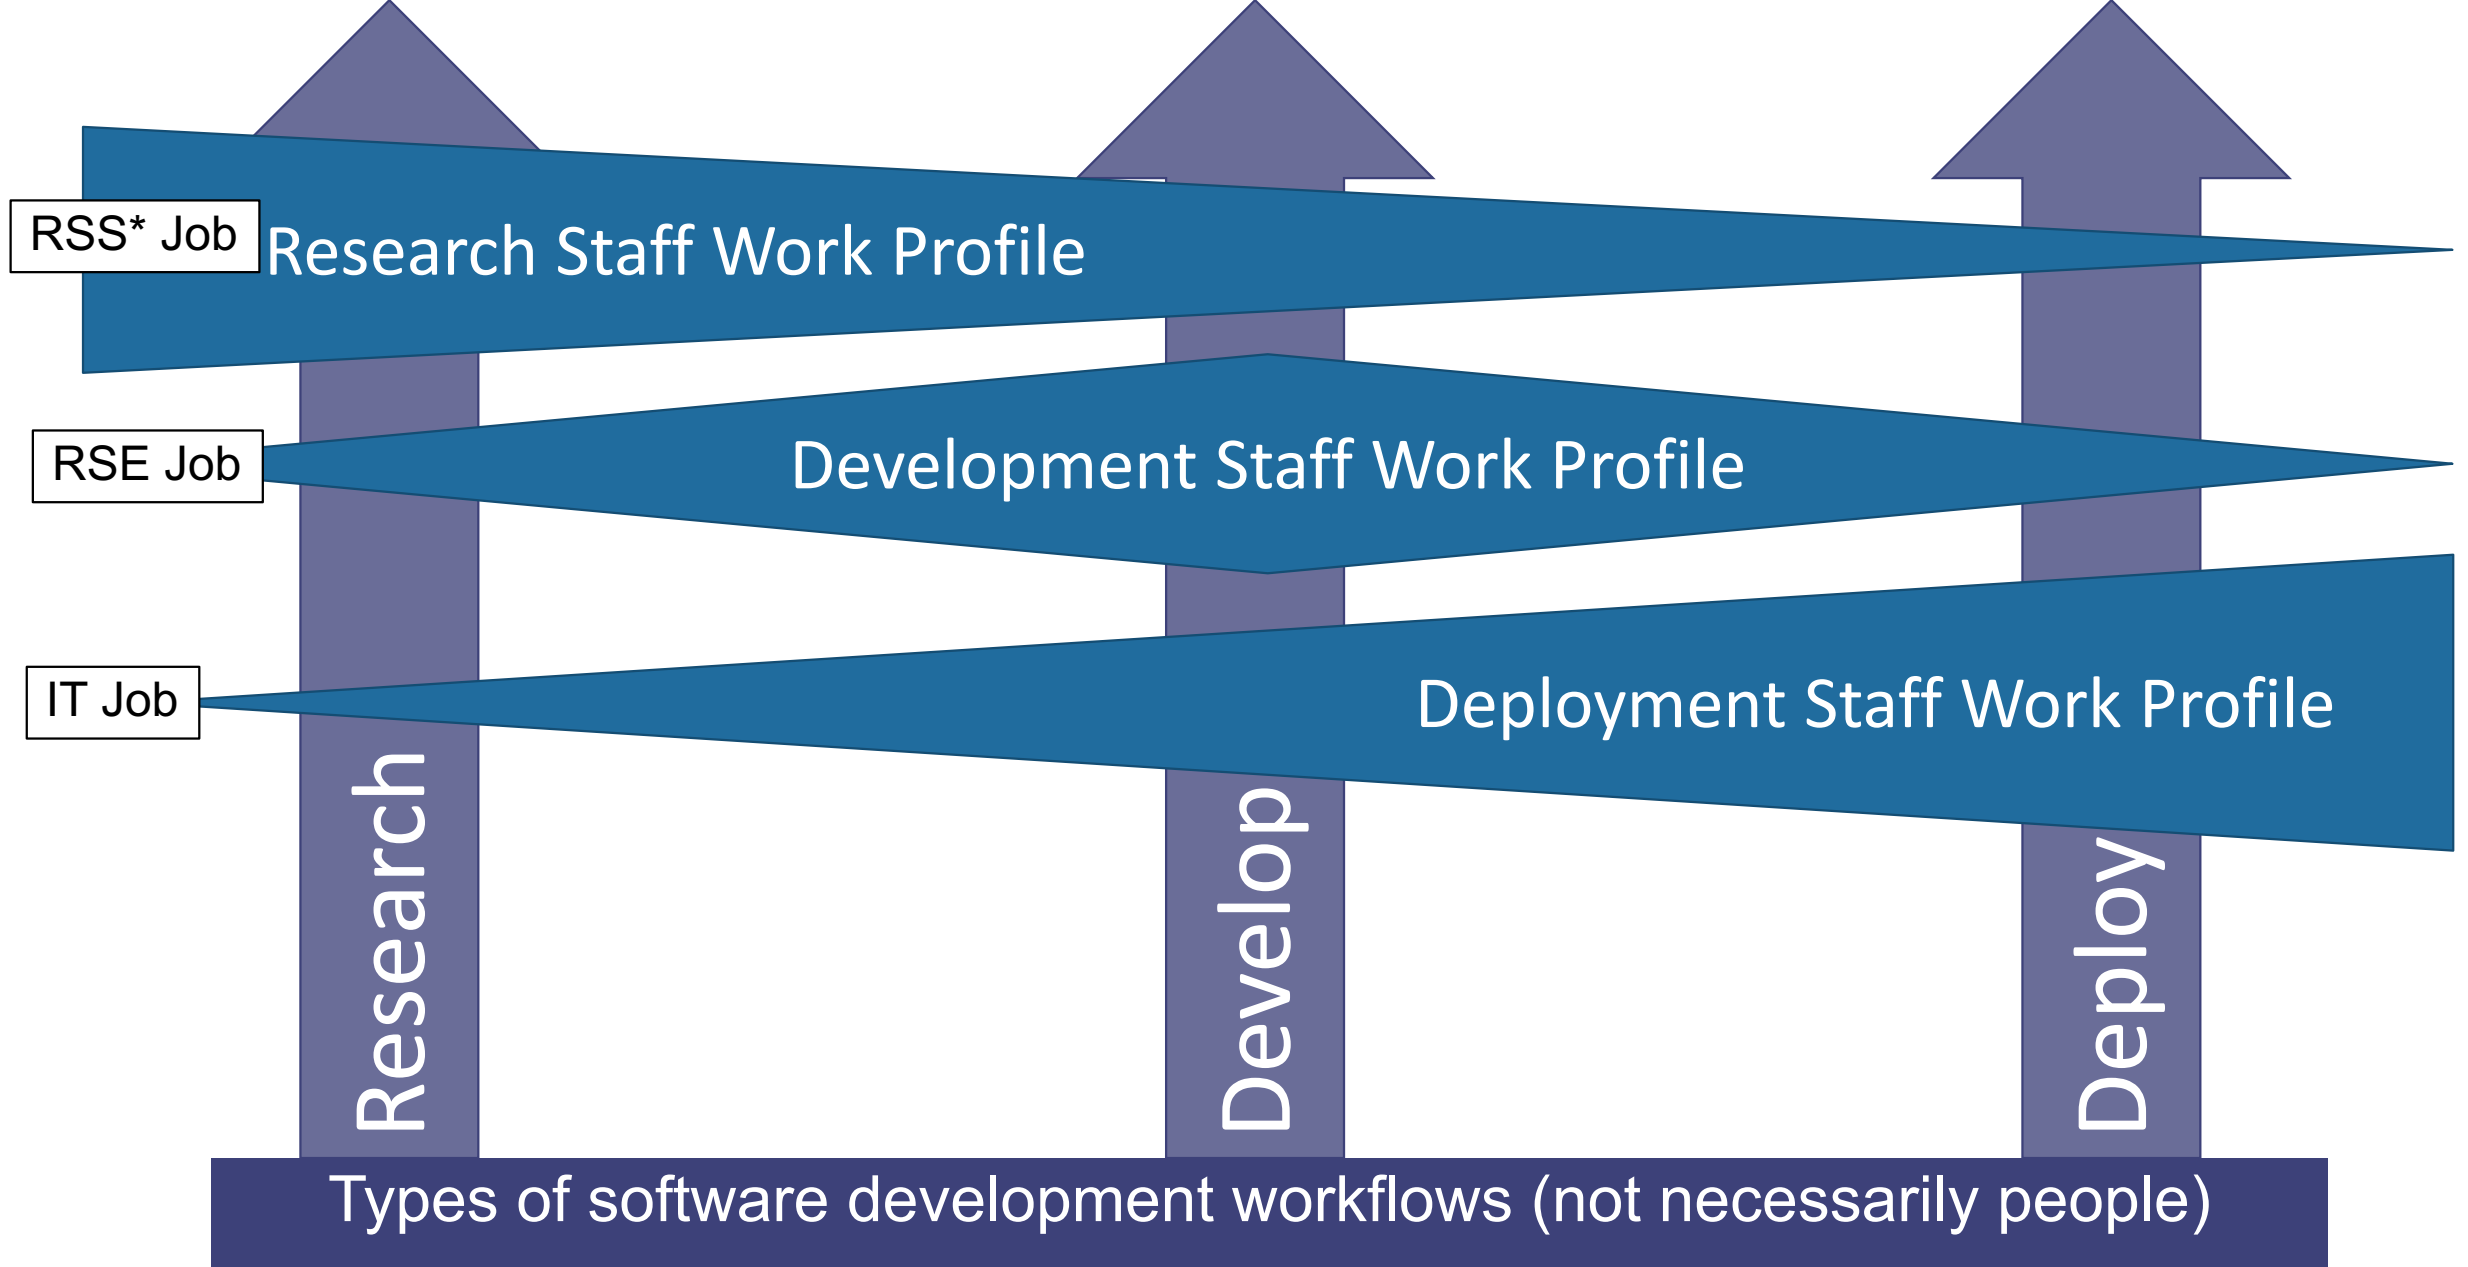 RSS* Job
Research Staff Work Profile
RSE Job
Development Staff Work Profile
IT Job
Deployment Staff Work Profile
Research
Develop
Deploy
Types of software development workflows (not necessarily people)